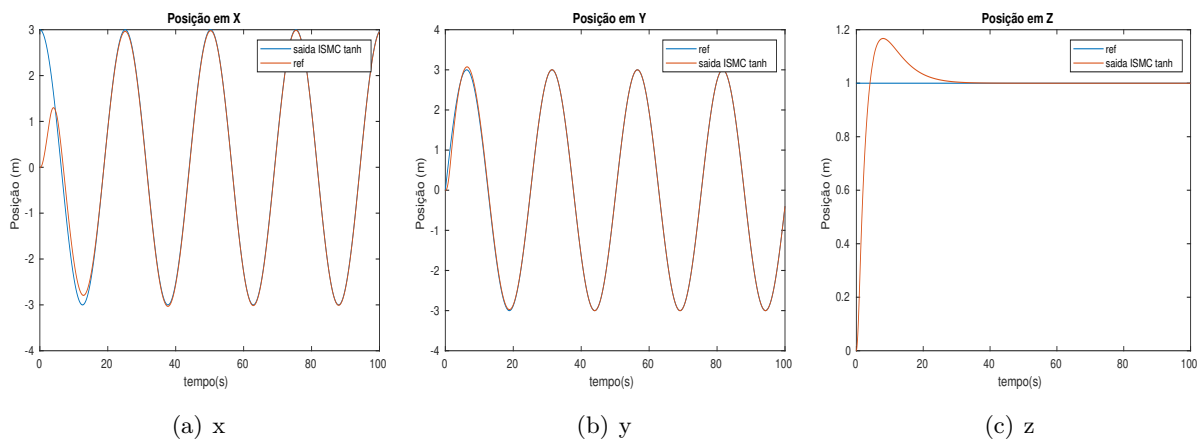 Posição em X
3
2
1
0
-1
-2
-3
-4
Posição (m)
saida ISMC tanh
ref
0
20
40
60
80
100
tempo(s)
(a) x
Posição em Y
4
3
2
1
0
-1
-2
-3
-4
Posição (m)
ref
saida ISMC tanh
0
20
40
60
80
100
tempo(s)
(b) y
Posição em Z
1.2
1
0.8
0.6
0.4
0.2
0
Posição (m)
ref
saida ISMC tanh
0
20
40
60
80
100
tempo(s)
(c) z